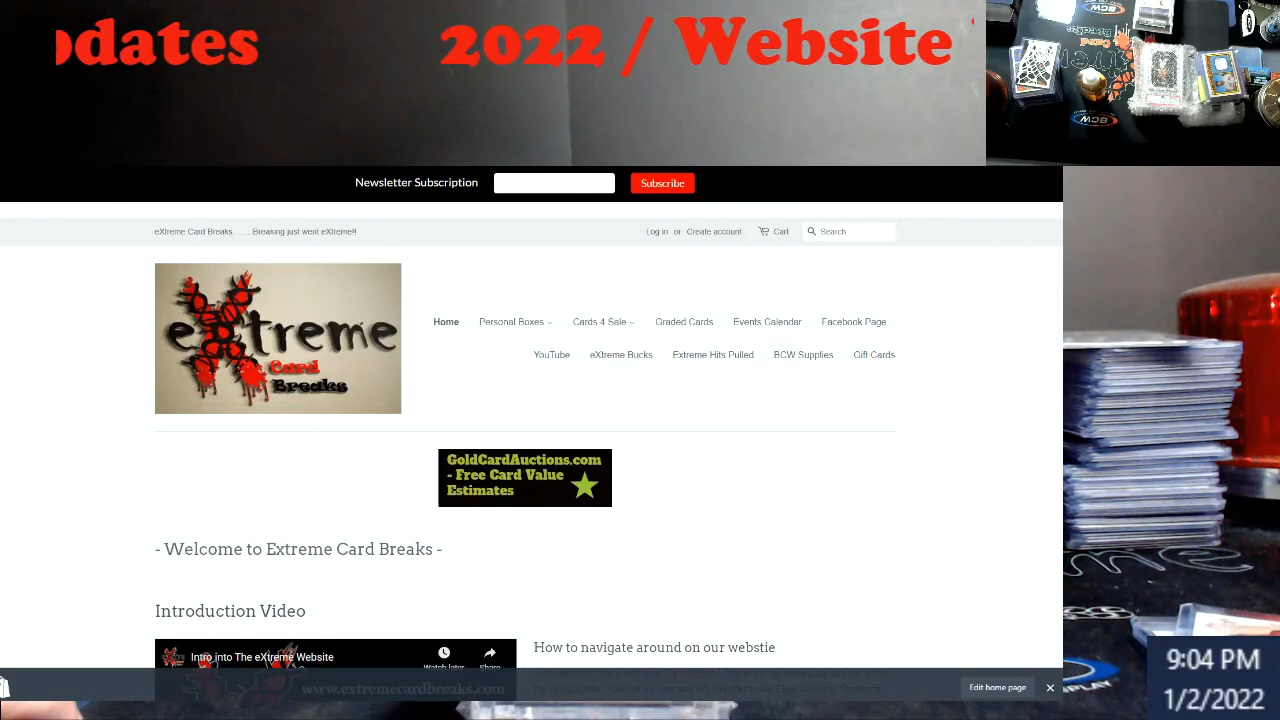 dates 2022 / Website
BCW
BCW
Newsletter Subscription Subscribe
eXtreme Card Breaks ....... Breaking just went eXtreme!!!
Log in or Create account Cart Search
eXtreme
Card
Breaks
Home Personal Boxes Cards 4 Sale Graded Cards Events Calendar Facebook Page
YouTube eXtreme Bucks Extreme Hits Pulled BCW Supplies Gift Cards
GoldCardAuctions.com
- Free Card Value
Estimates
- Welcome to Extreme Card Breaks -
Introduction Video
Intro into The eXtreme Website
Watch later Share
www.extremecardbreaks.com
How to navigate around on our webstie
Edit home page
9:04 PM
1/2/2022